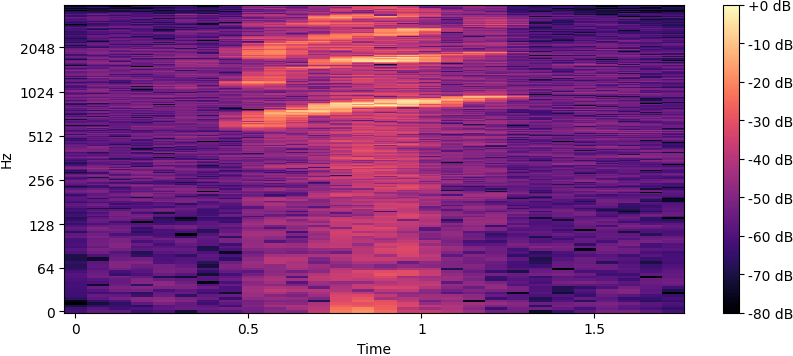 +0 dB
2048
-10 dB
1024
-20 dB
512
-30 dB
Hz
256
-40 dB
128
-50 dB
64
-60 dB
0
-70 dB
-80 dB
0
0.5
1
1.5
Time